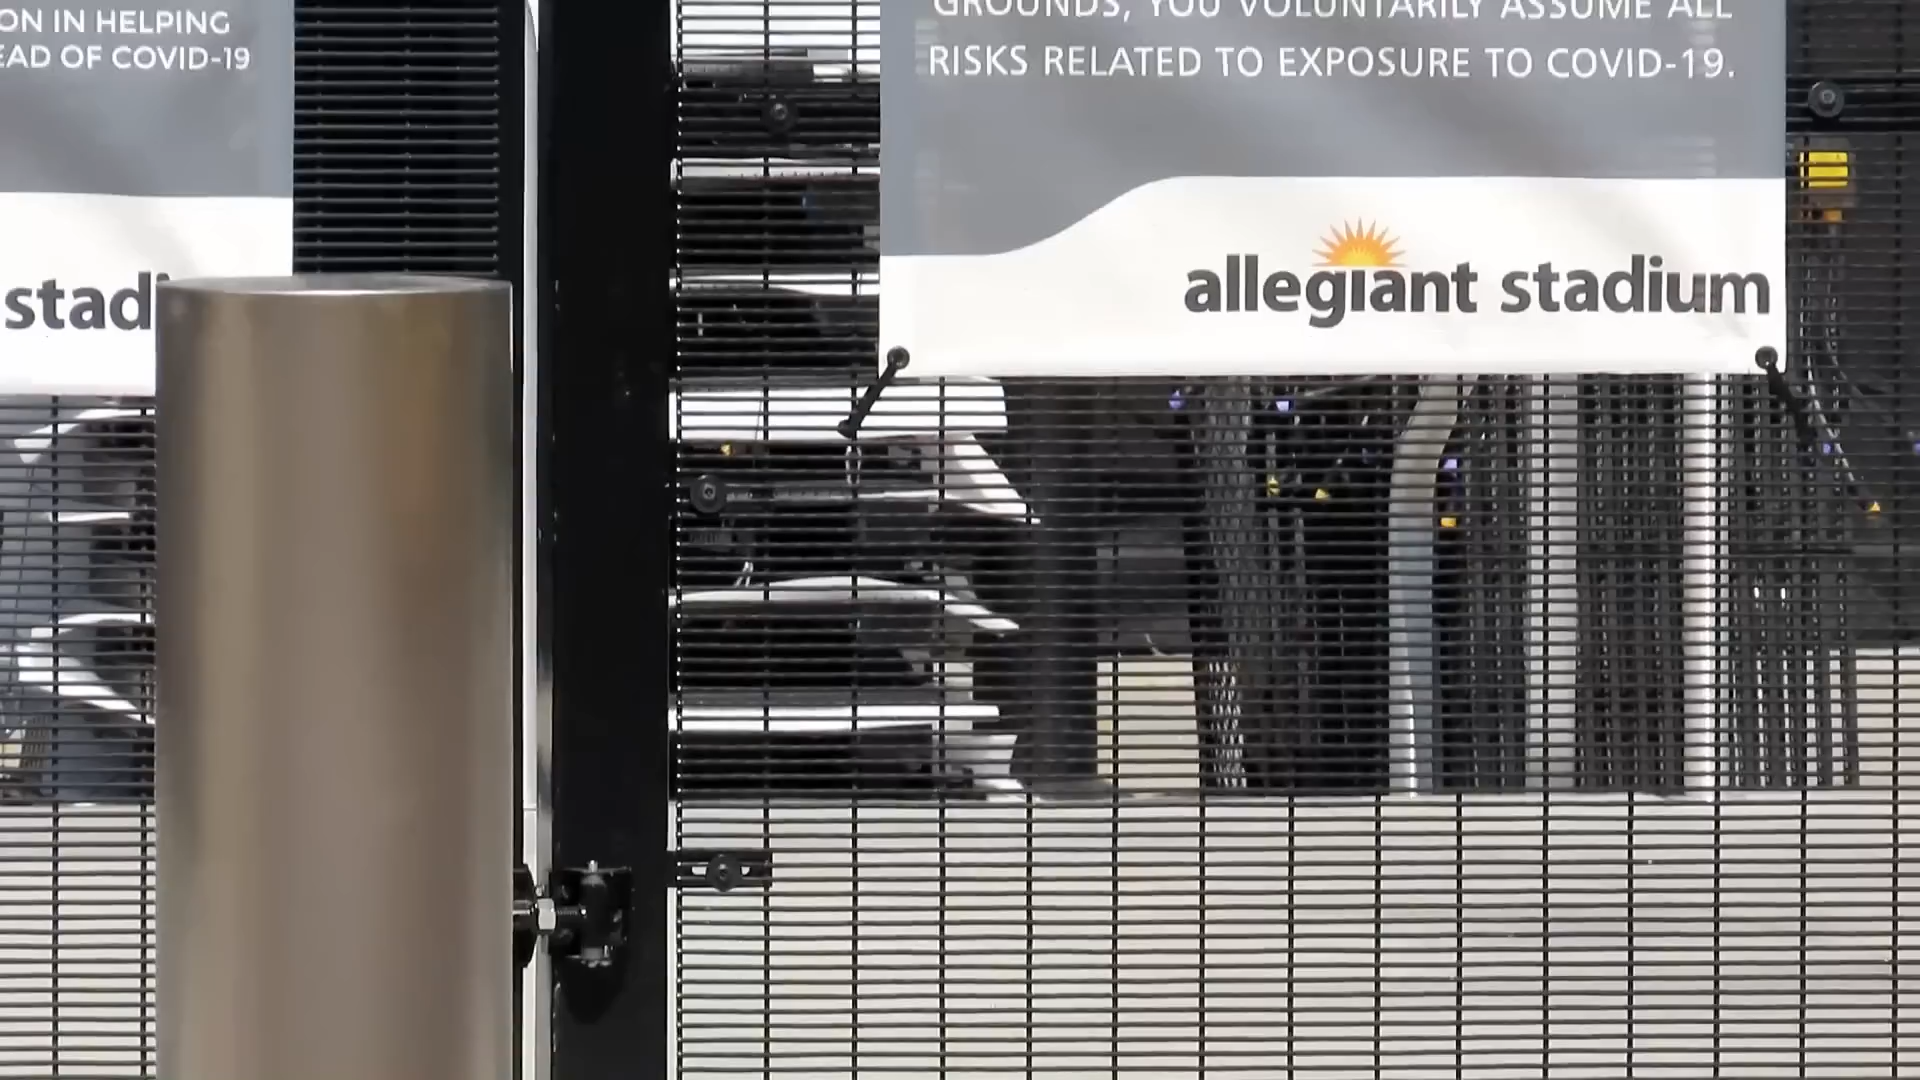 ON IN HELPING
EAD OF COVID-19
stad
GROUNDS, YOU VOLUNTARILY ASSUME ALL
RISKS RELATED TO EXPOSURE TO COVID-19.
allegiant stadium